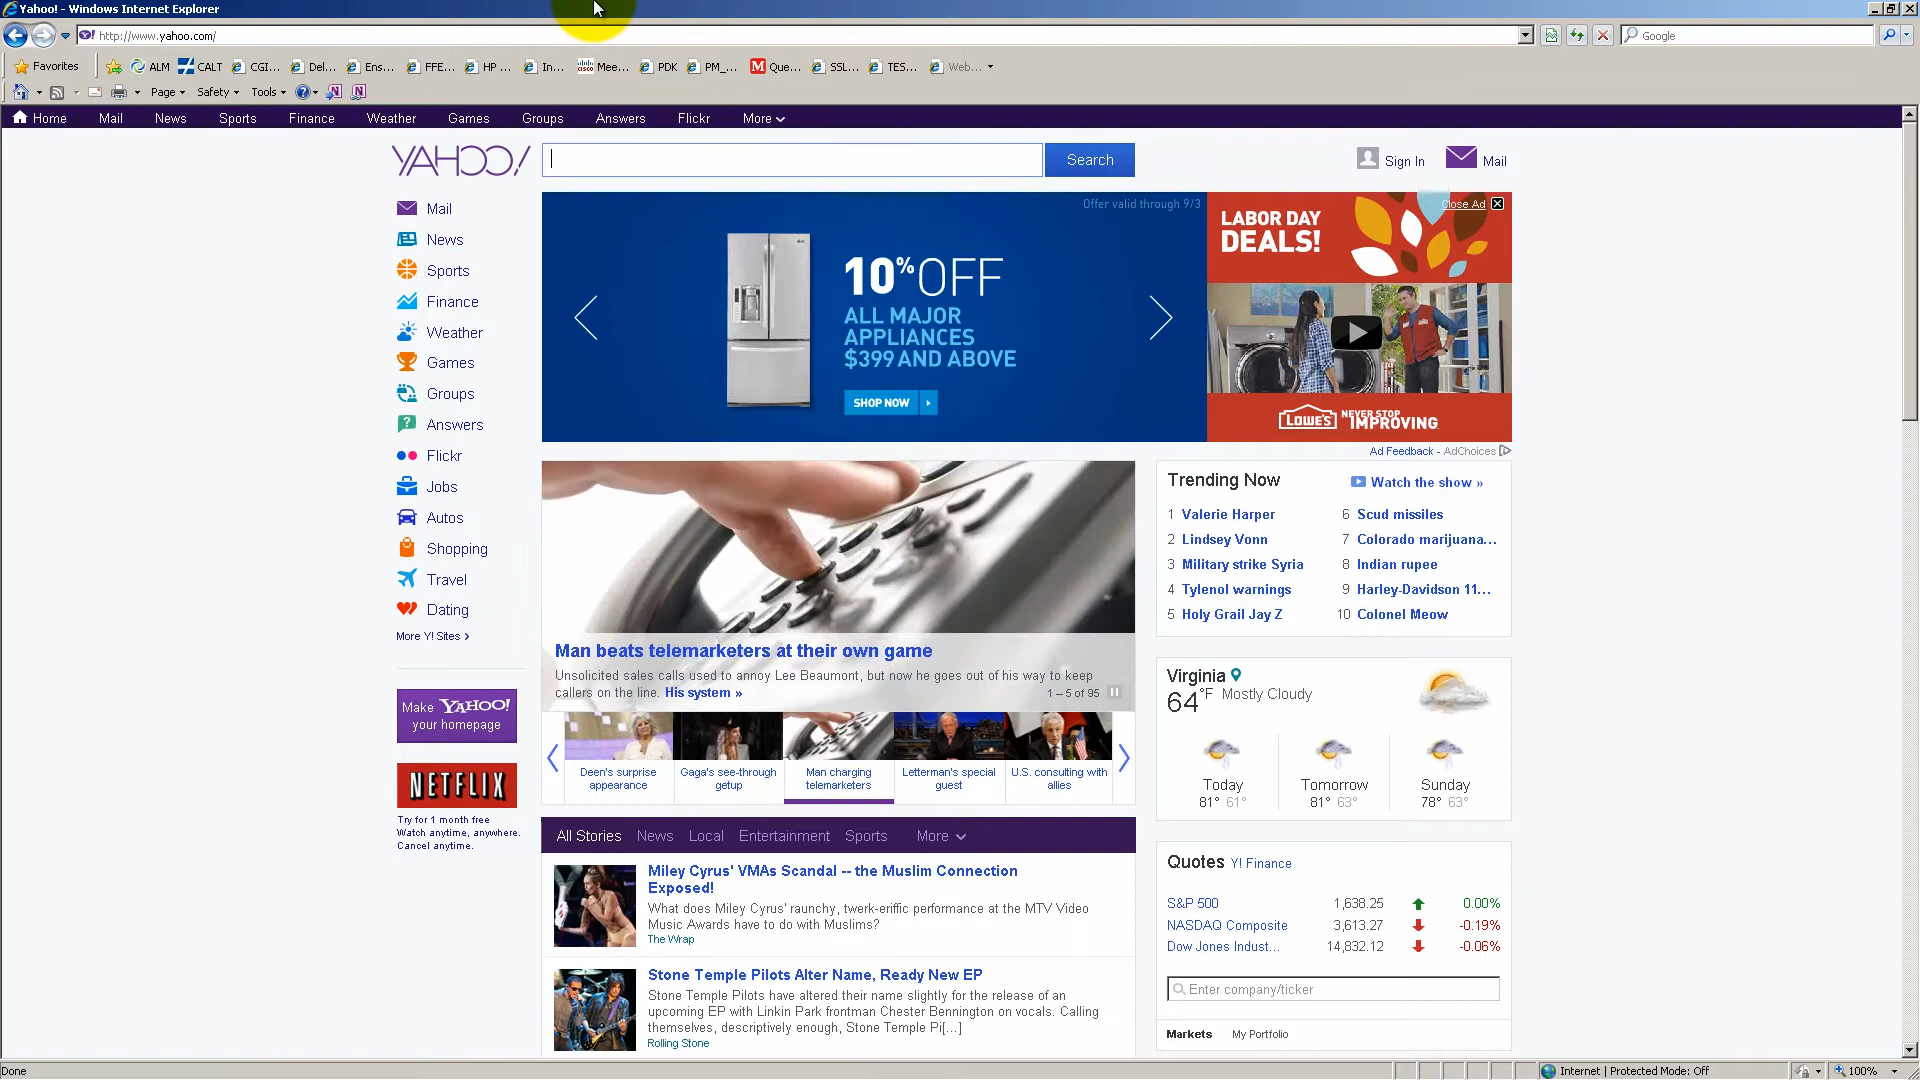 Yahoo! - Windows Internet Explorer
http://www.yahoo.com/
Google
Favorites ALM CALT CGI... Del... Ens... FFE... HP ... In... Mee... PDK PM_... Que... SSL... TES... Web...
Page Safety Tools
Home Mail News Sports Finance Weather Games Groups Answers Flickr More
YAHOO!
Search
Sign In Mail
Mail
News
Sports
Finance
Weather
Games
Groups
Answers
Flickr
Jobs
Autos
Shopping
Travel
Dating
More Y! Sites >
Make YAHOO!
your homepage
NETFLIX
Try for 1 month free
Watch anytime, anywhere.
Cancel anytime.
Offer valid through 9/3
10% OFF
ALL MAJOR
APPLIANCES
$399 AND ABOVE
SHOP NOW
Close Ad
LABOR DAY
DEALS!
LOWE'S
NEVER STOP
IMPROVING
Ad Feedback - AdChoices
Man beats telemarketers at their own game
Unsolicited sales calls used to annoy Lee Beaumont, but now he goes out of his way to keep
callers on the line. His system »
1 – 5 of 95
Deen's surprise
appearance
Gaga's see-through
getup
Man charging
telemarketers
Letterman's special
guest
U.S. consulting with
allies
All Stories News Local Entertainment Sports More
Miley Cyrus' VMAs Scandal -- the Muslim Connection
Exposed!
What does Miley Cyrus' raunchy, twerk-eriffic performance at the MTV Video
Music Awards have to do with Muslims?
The Wrap
Stone Temple Pilots Alter Name, Ready New EP
Stone Temple Pilots have altered their name slightly for the release of an
upcoming EP with Linkin Park frontman Chester Bennington on vocals. Calling
themselves, descriptively enough, Stone Temple Pi[...]
Rolling Stone
Trending Now
Watch the show »
1 Valerie Harper
2 Lindsey Vonn
3 Military strike Syria
4 Tylenol warnings
5 Holy Grail Jay Z
6 Scud missiles
7 Colorado marijuana...
8 Indian rupee
9 Harley-Davidson 11...
10 Colonel Meow
Virginia
64°F Mostly Cloudy
Today
81° 61°
Tomorrow
81° 63°
Sunday
78° 63°
Quotes Y! Finance
S&P 500 1,638.25 0.00%
NASDAQ Composite 3,613.27 -0.19%
Dow Jones Indust... 14,832.12 -0.06%
Enter company/ticker
Markets My Portfolio
Done
Internet | Protected Mode: Off
100%